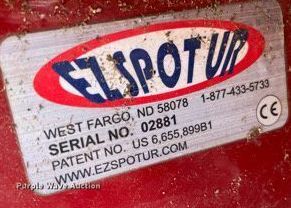 EZSPOT UR
WEST FARGO, ND 58078 1-877-433-5733
SERIAL NO. 02881
PATENT NO. US 6,655,899B1
WWW.EZSPOTUR.COM
CE
Purple Wave Auction